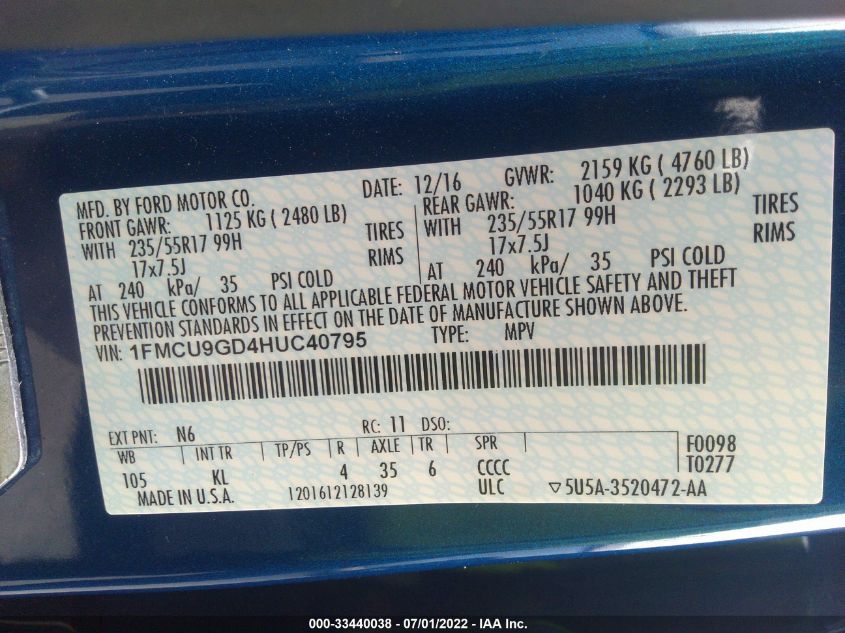 MFD. BY FORD MOTOR CO.
DATE: 12/16 GVWR: 2159 KG ( 4760 LB)
FRONT GAWR: 1125 KG ( 2480 LB)
REAR GAWR: 1040 KG ( 2293 LB)
WITH 235/55R17 99H TIRES
WITH 235/55R17 99H TIRES
17x7.5J RIMS
17x7.5J RIMS
AT 240 kPa/ 35 PSI COLD
AT 240 kPa/ 35 PSI COLD
THIS VEHICLE CONFORMS TO ALL APPLICABLE FEDERAL MOTOR VEHICLE SAFETY AND THEFT
PREVENTION STANDARDS IN EFFECT ON THE DATE OF MANUFACTURE SHOWN ABOVE.
VIN: 1FMCU9GD4HUC40795 TYPE: MPV
EXT PNT: N6 RC: 11 DSO:
WB INT TR TP/PS R AXLE TR SPR F0098
105 KL 4 35 6 CCCC T0277
MADE IN U.S.A. 1201612128139 ULC ▽5U5A-3520472-AA
000-33440038 - 07/01/2022 - IAA Inc.